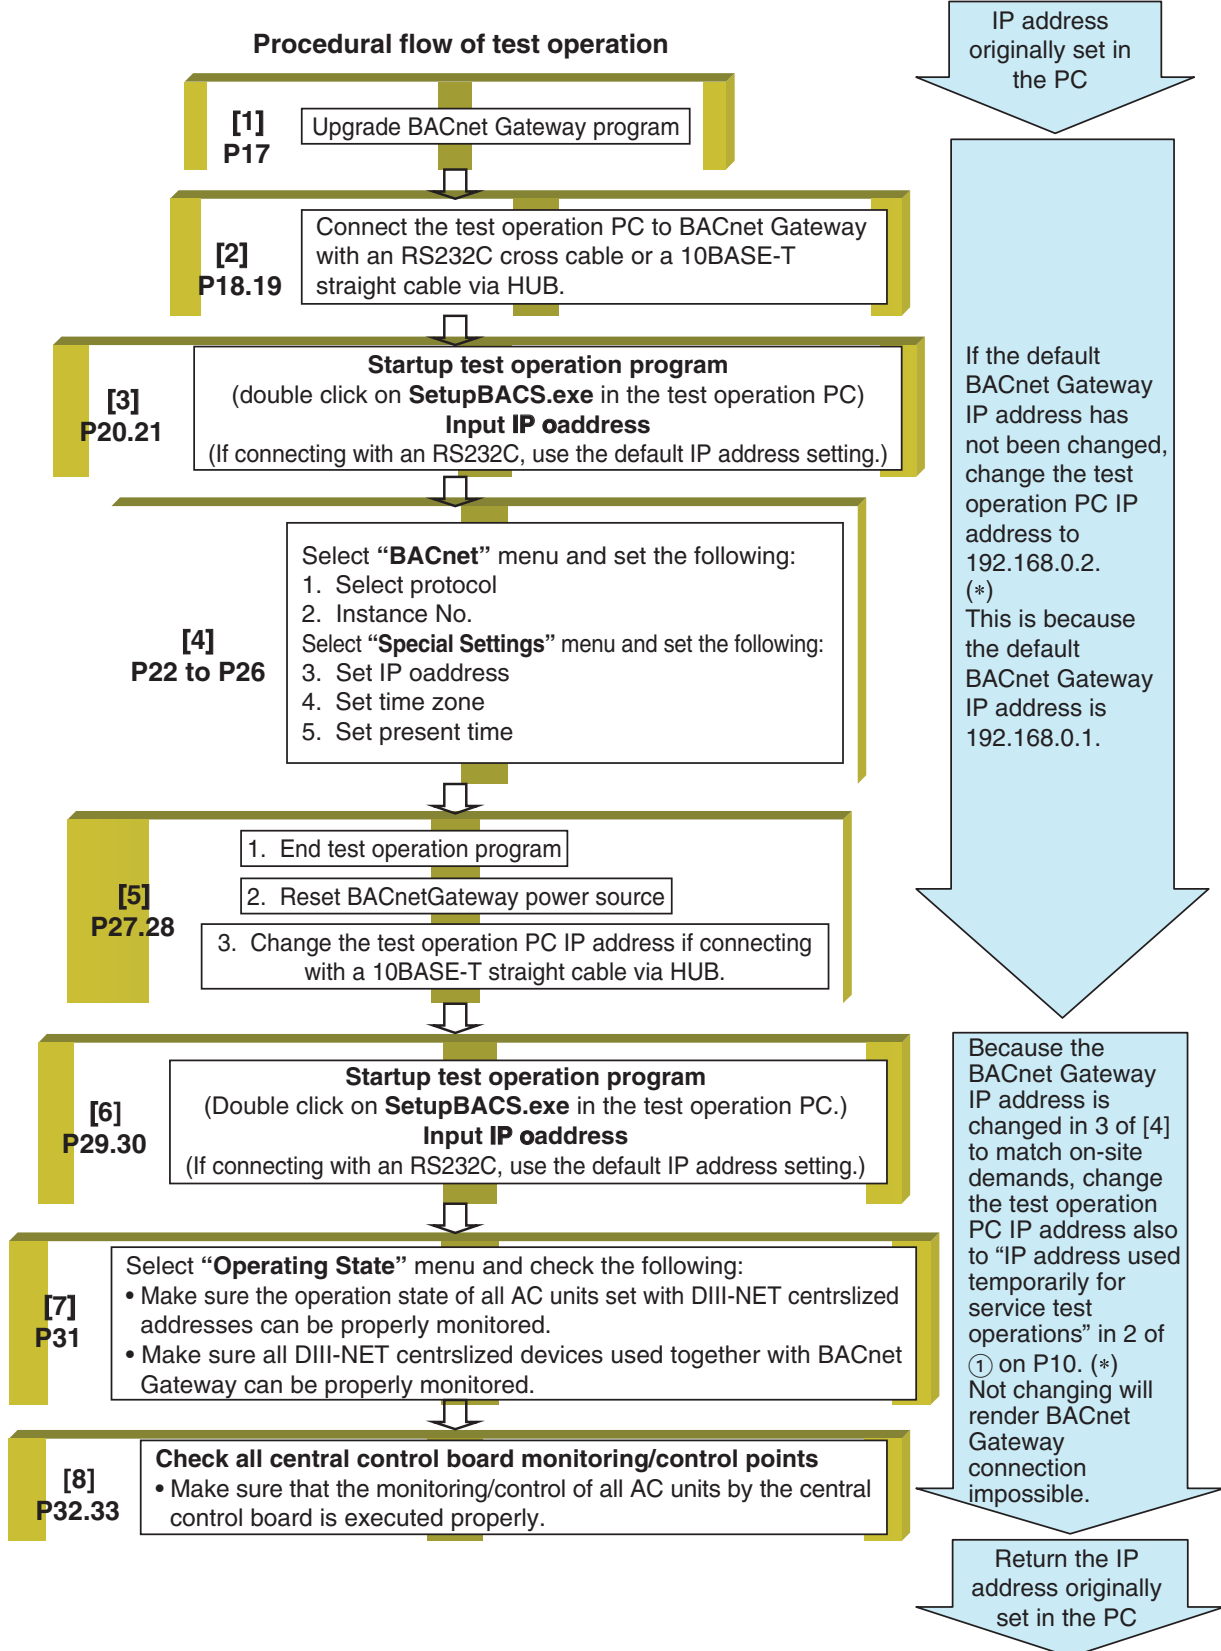 Procedural flow of test operation
[1]
P17
Upgrade BACnet Gateway program
[2]
P18.19
Connect the test operation PC to BACnet Gateway
with an RS232C cross cable or a 10BASE-T
straight cable via HUB.
[3]
P20.21
Startup test operation program
(double click on SetupBACS.exe in the test operation PC)
Input IP oaddress
(If connecting with an RS232C, use the default IP address setting.)
[4]
P22 to P26
Select “BACnet” menu and set the following:
1. Select protocol
2. Instance No.
Select “Special Settings” menu and set the following:
3. Set IP oaddress
4. Set time zone
5. Set present time
[5]
P27.28
1. End test operation program
2. Reset BACnetGateway power source
3. Change the test operation PC IP address if connecting
with a 10BASE-T straight cable via HUB.
[6]
P29.30
Startup test operation program
(Double click on SetupBACS.exe in the test operation PC.)
Input IP oaddress
(If connecting with an RS232C, use the default IP address setting.)
[7]
P31
Select “Operating State” menu and check the following:
• Make sure the operation state of all AC units set with DIII-NET centrslized
addresses can be properly monitored.
• Make sure all DIII-NET centrslized devices used together with BACnet
Gateway can be properly monitored.
[8]
P32.33
Check all central control board monitoring/control points
• Make sure that the monitoring/control of all AC units by the central
control board is executed properly.
IP address
originally set in
the PC
If the default
BACnet Gateway
IP address has
not been changed,
change the test
operation PC IP
address to
192.168.0.2.
(*)
This is because
the default
BACnet Gateway
IP address is
192.168.0.1.
Because the
BACnet Gateway
IP address is
changed in 3 of [4]
to match on-site
demands, change
the test operation
PC IP address also
to “IP address used
temporarily for
service test
operations” in 2 of
① on P10. (*)
Not changing will
render BACnet
Gateway
connection
impossible.
Return the IP
address originally
set in the PC